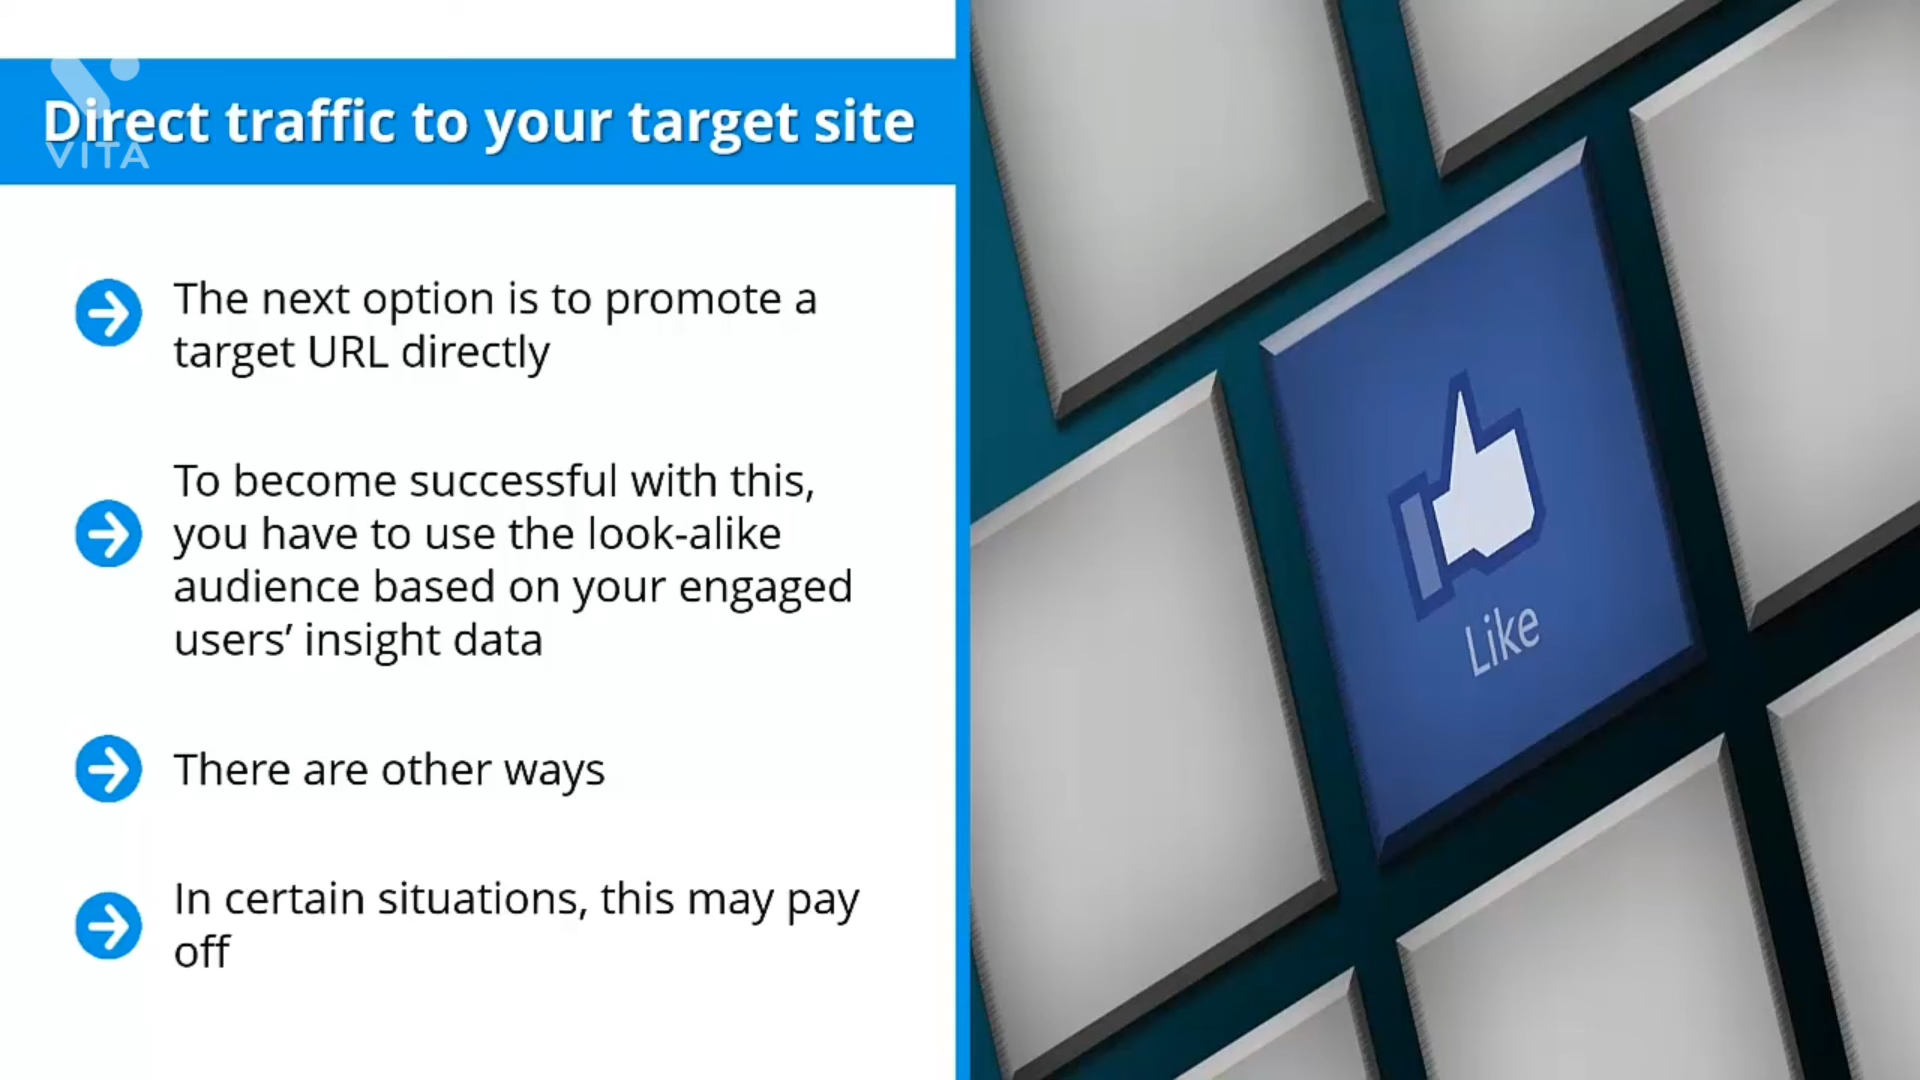 Direct traffic to your target site
VITA
The next option is to promote a
target URL directly
To become successful with this,
you have to use the look-alike
audience based on your engaged
users’ insight data
There are other ways
In certain situations, this may pay
off
Like